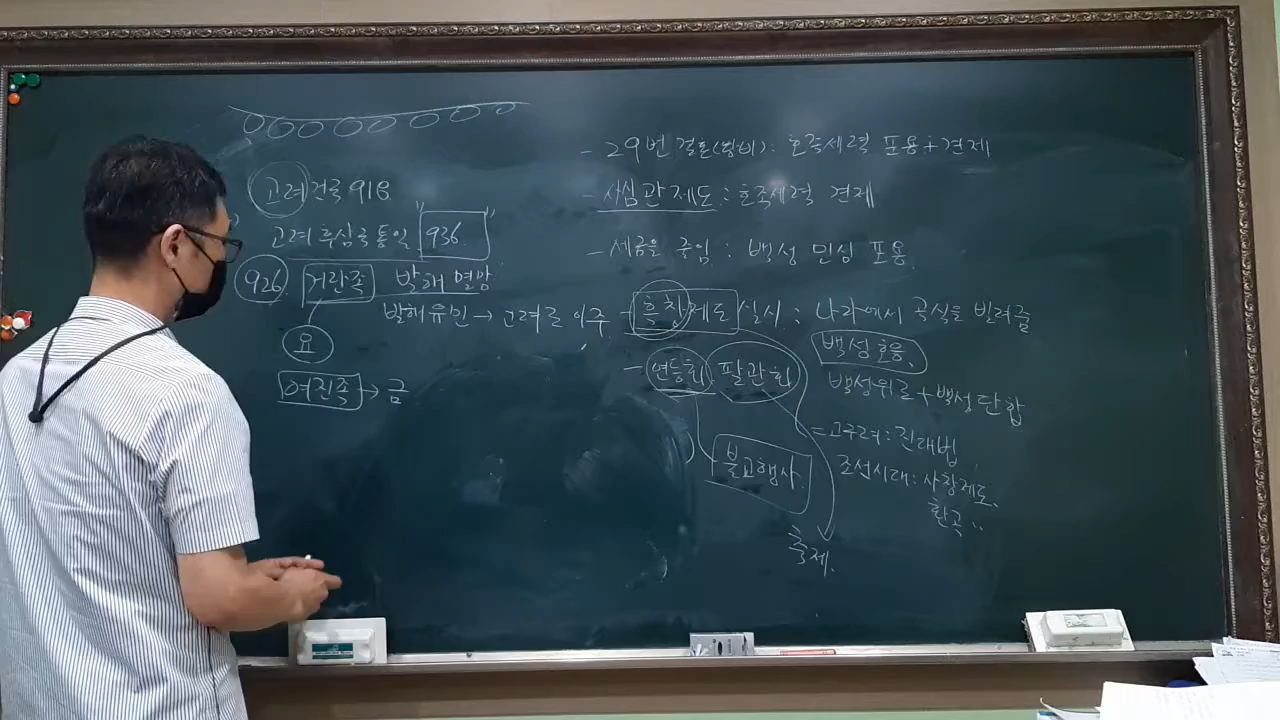 고려건국 918
고려 후삼국 통일 "936"
926 거란족 발해 멸망
발해유민 → 고려로 이주
요
여진족 → 금
- 29번 결혼(왕비): 호족세력 포용+견제
- 사심관 제도 : 호족세력 견제
- 세금을 줄임 : 백성 민심 포용
- 흑창제도 실시 : 나라에서 곡식을 빌려줌
백성 호응
- 연등회, 팔관회 백성위로+백성단합
= 고구려: 진대법
불교행사
조선시대: 사창제도,
환곡..
축제.